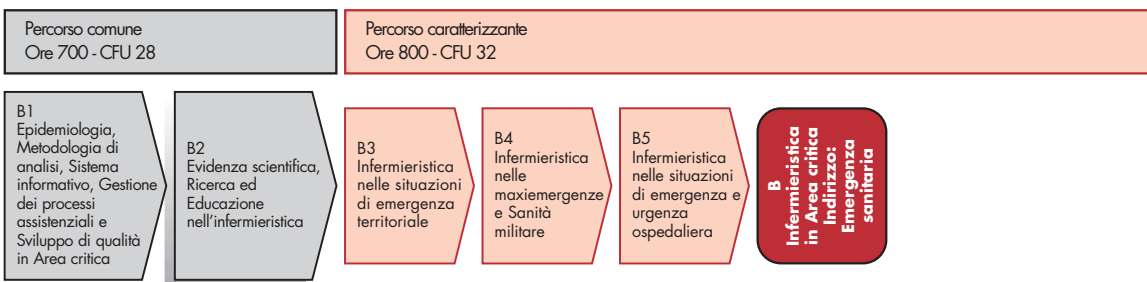 Percorso comune
Ore 700 - CFU 28
Percorso caratterizzante
Ore 800 - CFU 32
B1
Epidemiologia,
Metodologia di
analisi, Sistema
informativo, Gestione
dei processi
assistenziali e
Sviluppo di qualità
in Area critica
B2
Evidenza scientifica,
Ricerca ed
Educazione
nell'infermieristica
B3
Infermieristica
nelle situazioni
di emergenza
territoriale
B4
Infermieristica
nelle
maxiemergenze
e Sanità
militare
B5
Infermieristica
nelle situazioni
di emergenza e
urgenza
ospedaliera
B
Infermieristica
in Area critica
Indirizzo:
Emergenza
sanitaria